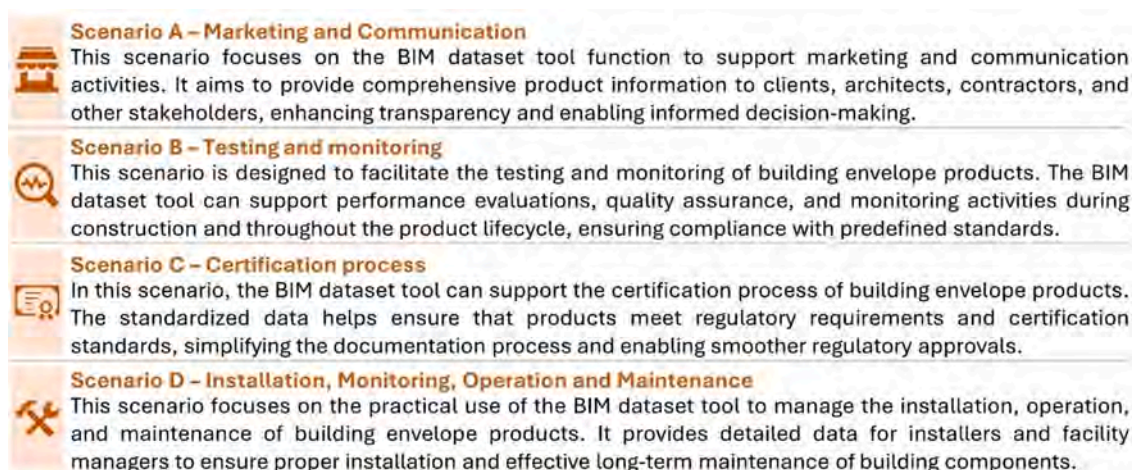 Scenario A – Marketing and Communication
This scenario focuses on the BIM dataset tool function to support marketing and communication
activities. It aims to provide comprehensive product information to clients, architects, contractors, and
other stakeholders, enhancing transparency and enabling informed decision-making.
Scenario B – Testing and monitoring
This scenario is designed to facilitate the testing and monitoring of building envelope products. The BIM
dataset tool can support performance evaluations, quality assurance, and monitoring activities during
construction and throughout the product lifecycle, ensuring compliance with predefined standards.
Scenario C – Certification process
In this scenario, the BIM dataset tool can support the certification process of building envelope products.
The standardized data helps ensure that products meet regulatory requirements and certification
standards, simplifying the documentation process and enabling smoother regulatory approvals.
Scenario D – Installation, Monitoring, Operation and Maintenance
This scenario focuses on the practical use of the BIM dataset tool to manage the installation, operation,
and maintenance of building envelope products. It provides detailed data for installers and facility
managers to ensure proper installation and effective long-term maintenance of building components.